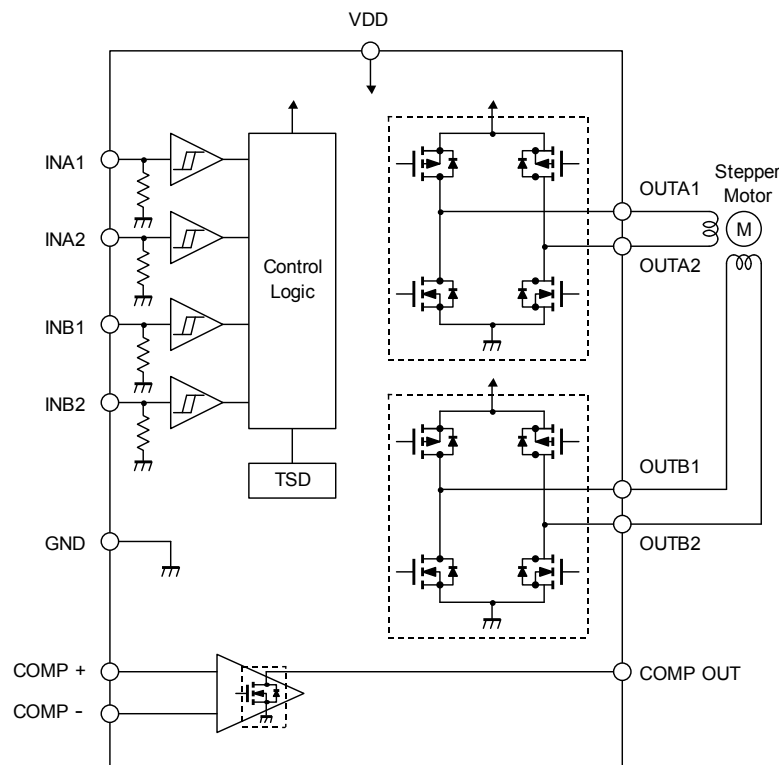 VDD
INA1
INA2
INB1
INB2
Control
Logic
TSD
GND
OUTA1
OUTA2
Stepper
Motor
M
OUTB1
OUTB2
COMP +
COMP -
COMP OUT